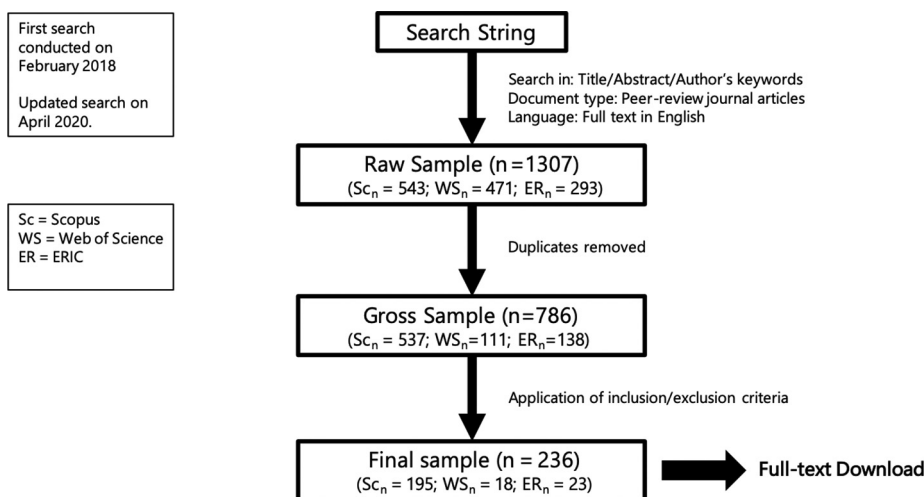 First search
conducted on
February 2018
Updated search on
April 2020.
Search String
Search in: Title/Abstract/Author's keywords
Document type: Peer-review journal articles
Language: Full text in English
Raw Sample (n=1307)
(Scn = 543; WSn = 471; ERn = 293)
Sc = Scopus
WS = Web of Science
ER = ERIC
Duplicates removed
Gross Sample (n=786)
(Scn = 537; WSn=111; ERn=138)
Application of inclusion/exclusion criteria
Final sample (n = 236)
(Scn = 195; WSn = 18; ERn = 23)
Full-text Download